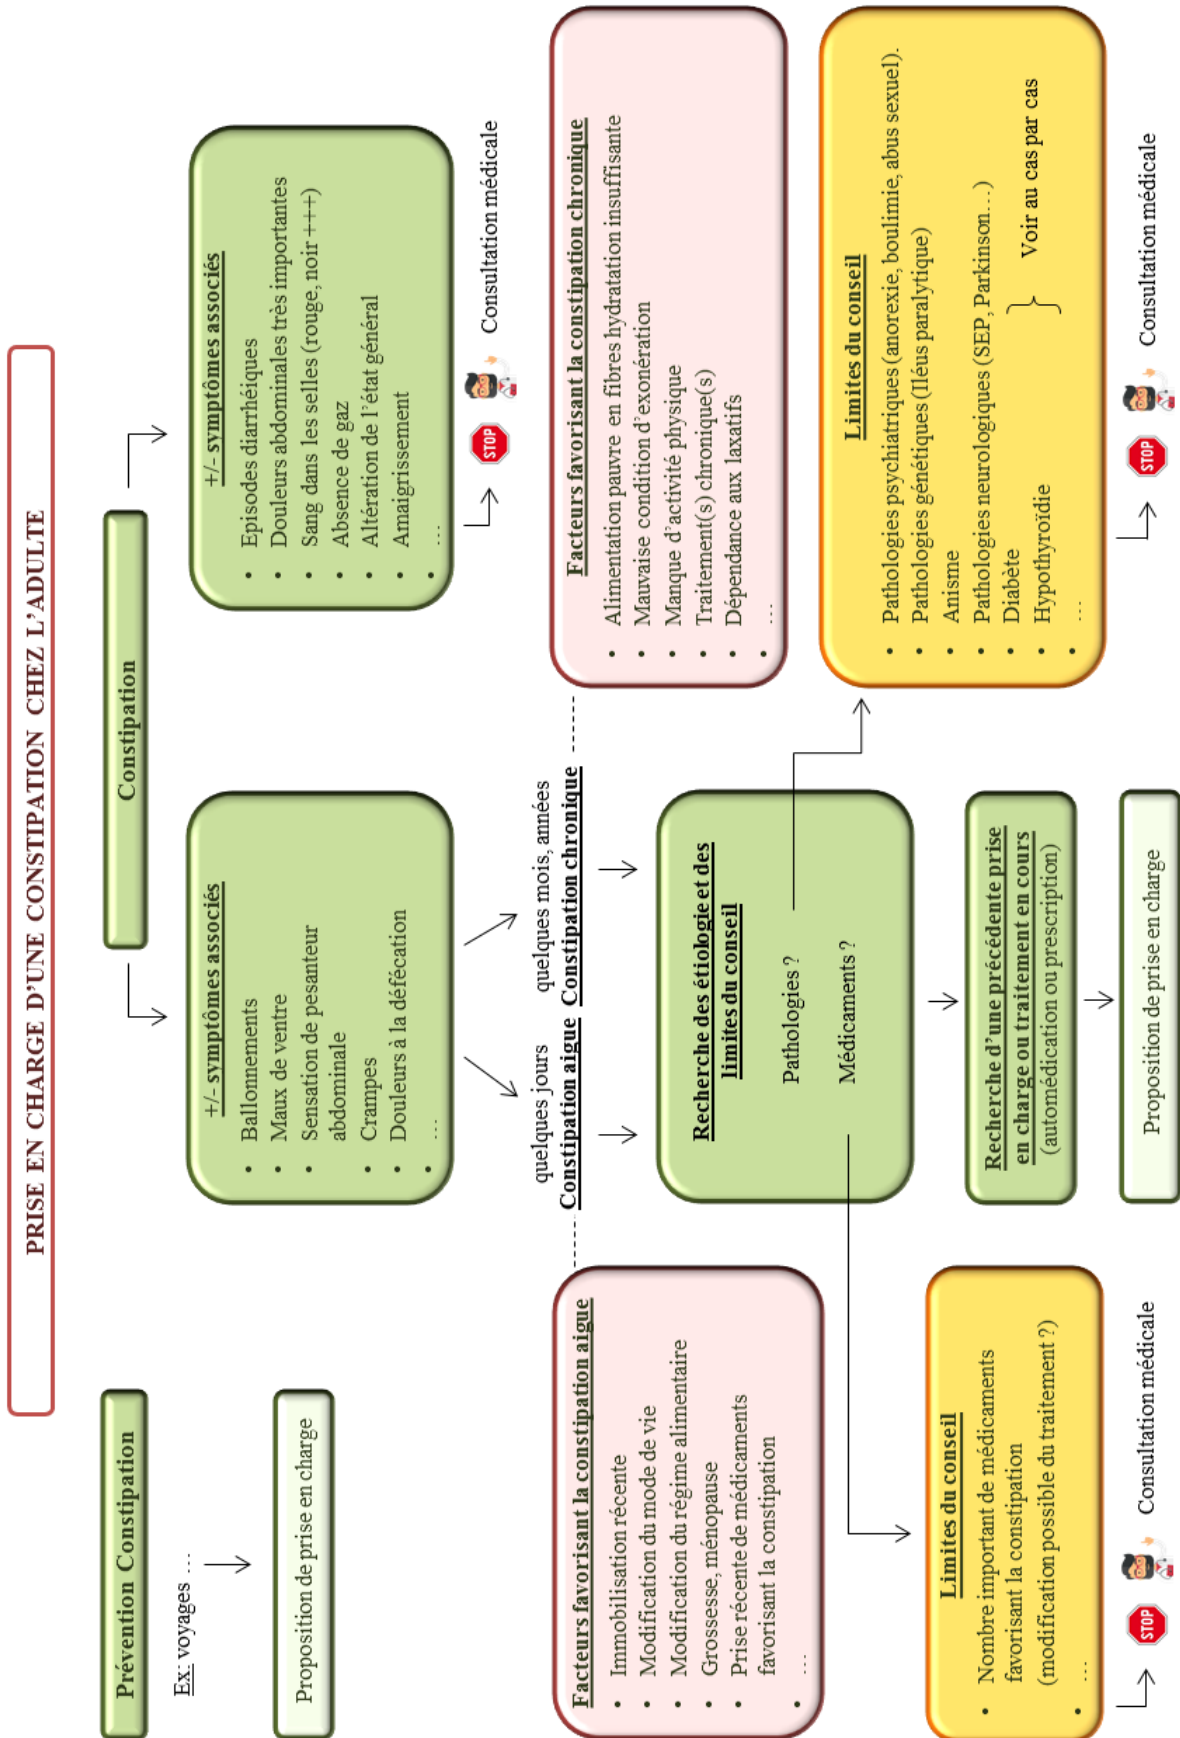 PRISE EN CHARGE D'UNE CONSTIPATION CHEZ L'ADULTE
Prévention Constipation
Ex: voyages …
Proposition de prise en charge
Constipation
+/- symptômes associés
• Ballonnements
• Maux de ventre
• Sensation de pesanteur
abdominale
• Crampes
• Douleurs à la défécation
• …
+/- symptômes associés
• Episodes diarrhéiques
• Douleurs abdominales très importantes
• Sang dans les selles (rouge, noir +++)
• Absence de gaz
• Altération de l'état général
• Amaigrissement
• …
STOP
Consultation médicale
quelques jours
Constipation aigue
quelques mois, années
Constipation chronique
Facteurs favorisant la constipation aigue
• Immobilisation récente
• Modification du mode de vie
• Modification du régime alimentaire
• Grossesse, ménopause
• Prise récente de médicaments
favorisant la constipation
• …
Facteurs favorisant la constipation chronique
• Alimentation pauvre en fibres hydratation insuffisante
• Mauvaise condition d'exonération
• Manque d'activité physique
• Traitement(s) chronique(s)
• Dépendance aux laxatifs
• …
Recherche des étiologie et des
limites du conseil
Pathologies ?
Médicaments ?
Limites du conseil
• Nombre important de médicaments
favorisant la constipation
(modification possible du traitement ?)
• …
STOP
Consultation médicale
Recherche d'une précédente prise
en charge ou traitement en cours
(automédication ou prescription)
Proposition de prise en charge
Limites du conseil
• Pathologies psychiatriques (anorexie, boulimie, abus sexuel).
• Pathologies génétiques (Iléus paralytique)
• Anisme
• Pathologies neurologiques (SEP, Parkinson…)
• Diabète
• Hypothyroïdie
• …
Voir au cas par cas
STOP
Consultation médicale